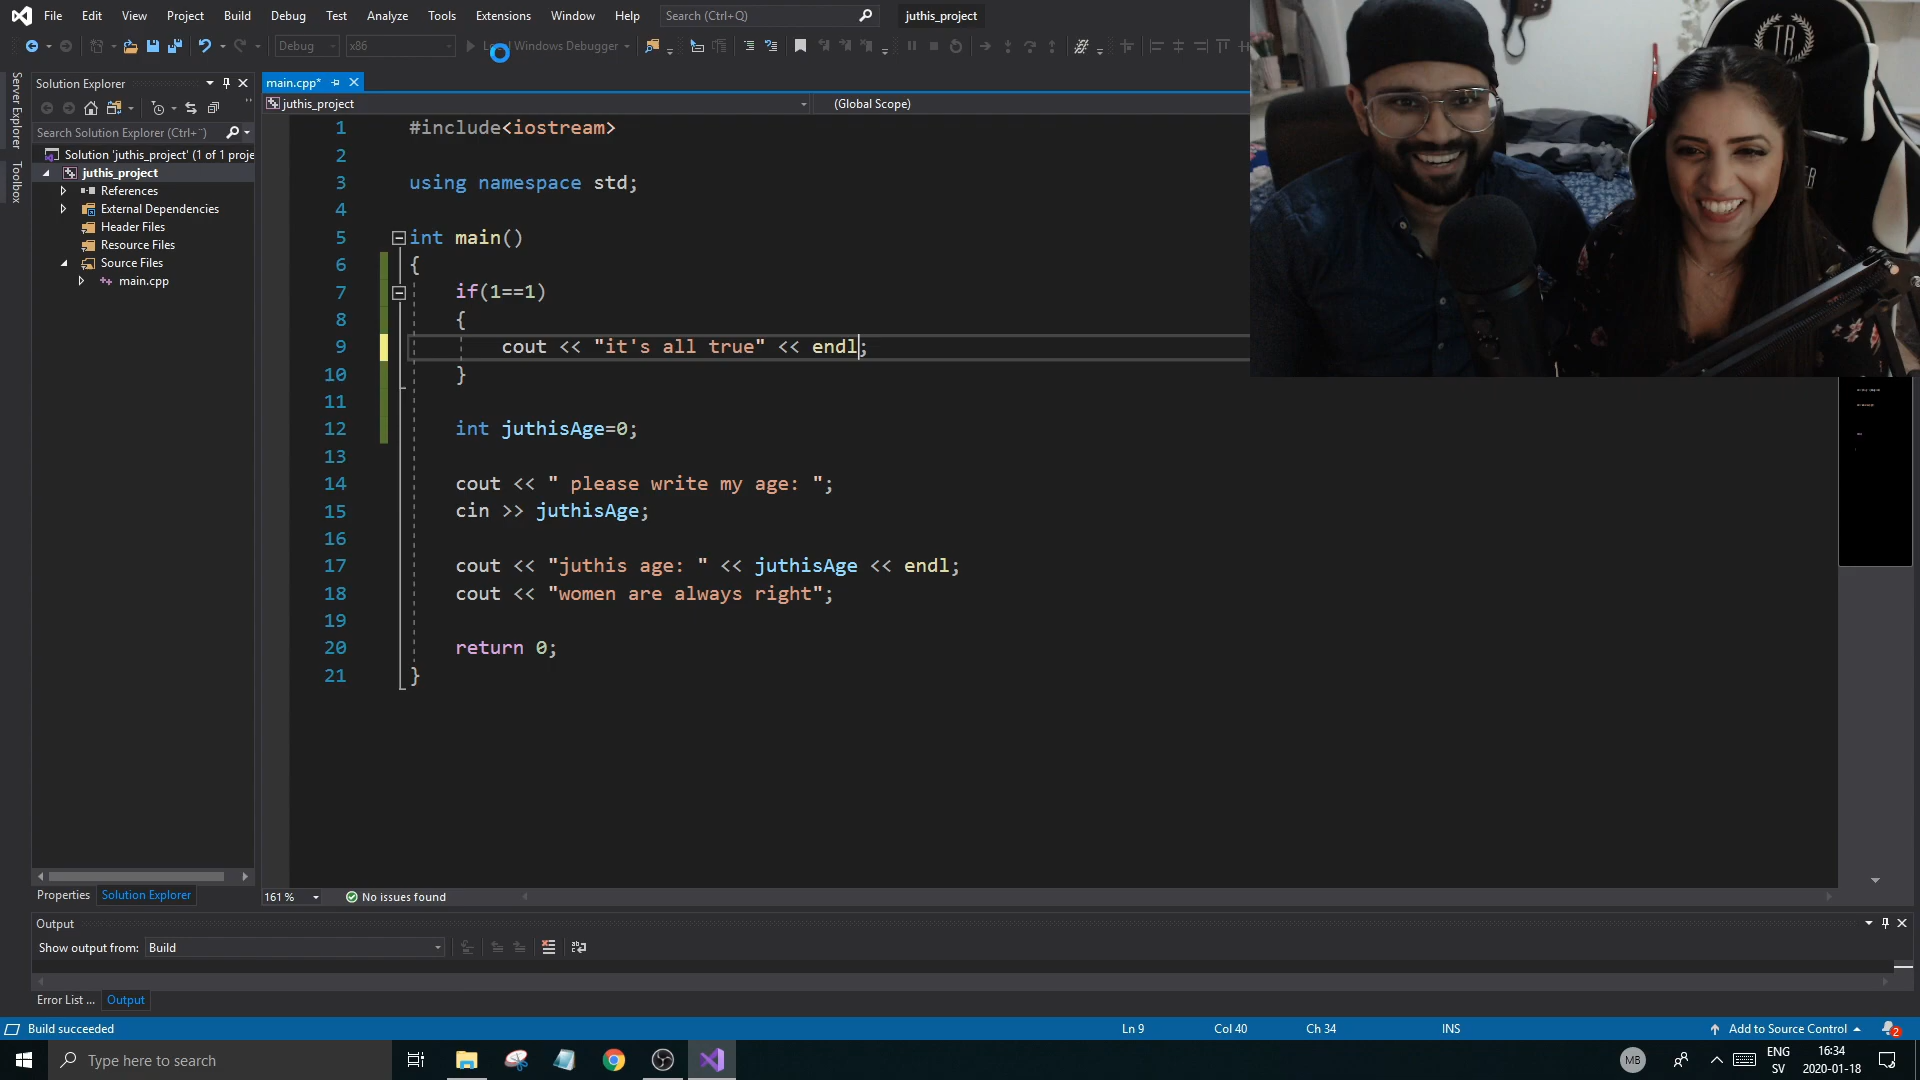 File Edit View Project Build Debug Test Analyze Tools Extensions Window Help Search (Ctrl+Q) juthis_project
Debug x86 Windows Debugger
Server Explorer
Toolbox
Solution Explorer
Search Solution Explorer (Ctrl+¨)
Solution 'juthis_project' (1 of 1 proje
juthis_project
References
External Dependencies
Header Files
Resource Files
Source Files
main.cpp
Properties Solution Explorer
main.cpp*
juthis_project (Global Scope)
1 #include<iostream>
2
3 using namespace std;
4
5 int main()
6 {
7 if(1==1)
8 {
9 cout << "it's all true" << endl;
10 }
11
12 int juthisAge=0;
13
14 cout << " please write my age: ";
15 cin >> juthisAge;
16
17 cout << "juthis age: " << juthisAge << endl;
18 cout << "women are always right";
19
20 return 0;
21 }
161 % No issues found
Output
Show output from: Build
Error List ... Output
Build succeeded Ln 9 Col 40 Ch 34 INS Add to Source Control 2
Type here to search MB ENG SV 16:34 2020-01-18
TR